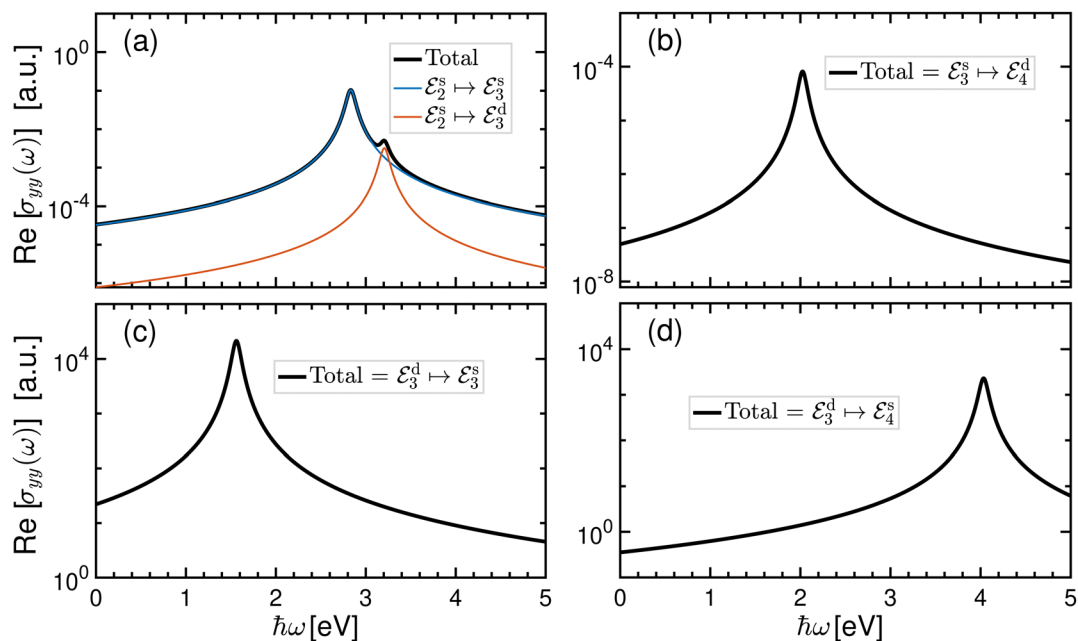 (a)
Re [σyy(ω)] [a.u.]
10^0
10^-4
Total
ℰ_2^s ↦ ℰ_3^s
ℰ_2^s ↦ ℰ_3^d
(b)
10^-4
10^-8
Total = ℰ_3^s ↦ ℰ_4^d
(c)
Re [σyy(ω)] [a.u.]
10^4
10^0
Total = ℰ_3^d ↦ ℰ_3^s
0 1 2 3 4 5
ℏω [eV]
(d)
10^4
10^0
Total = ℰ_3^d ↦ ℰ_4^s
0 1 2 3 4 5
ℏω [eV]